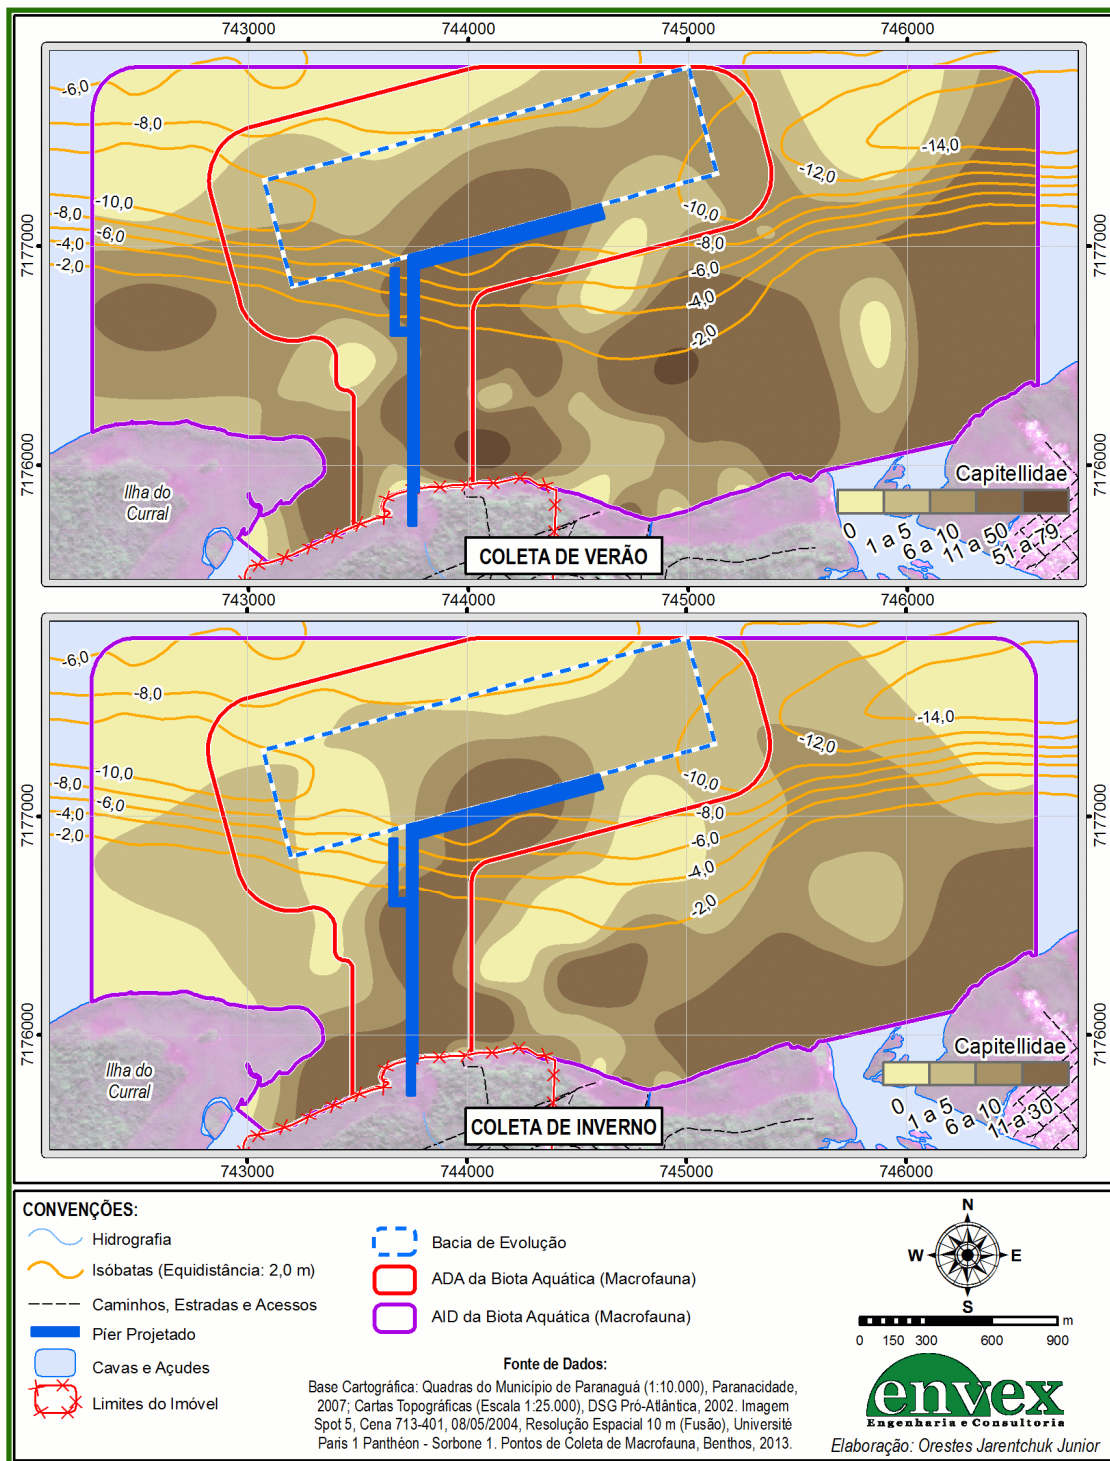 743000 744000 745000 746000
-6,0
-8,0
-14,0
-12,0
-10,0
-10,0
-8,0
-8,0
-6,0
-6,0
-4,0
-4,0
-2,0
-2,0
7177000
7177000
7176000
7176000
Ilha do
Curral
Capitellidae
0
1 a 5
6 a 10
11 a 50
51 a 79
COLETA DE VERÃO
743000 744000 745000 746000
-6,0
-8,0
-14,0
-12,0
-10,0
-10,0
-8,0
-8,0
-6,0
-6,0
-4,0
-4,0
-2,0
-2,0
7177000
7177000
7176000
7176000
Ilha do
Curral
Capitellidae
0
1 a 5
6 a 10
11 a 30
COLETA DE INVERNO
743000 744000 745000 746000
CONVENÇÕES:
Hidrografia
Isóbatas (Equidistância: 2,0 m)
Caminhos, Estradas e Acessos
Píer Projetado
Cavas e Açudes
Limites do Imóvel
Bacia de Evolução
ADA da Biota Aquática (Macrofauna)
AID da Biota Aquática (Macrofauna)
Fonte de Dados:
Base Cartográfica: Quadras do Município de Paranaguá (1:10.000), Paranacidade,
2007; Cartas Topográficas (Escala 1:25.000), DSG Pró-Atlântica, 2002. Imagem
Spot 5, Cena 713-401, 08/05/2004, Resolução Espacial 10 m (Fusão), Université
Paris 1 Panthéon - Sorbone 1. Pontos de Coleta de Macrofauna, Benthos, 2013.
N
W E
S
m
0 150 300 600 900
envex
Engenharia e Consultoria
Elaboração: Orestes Jarentchuk Junior